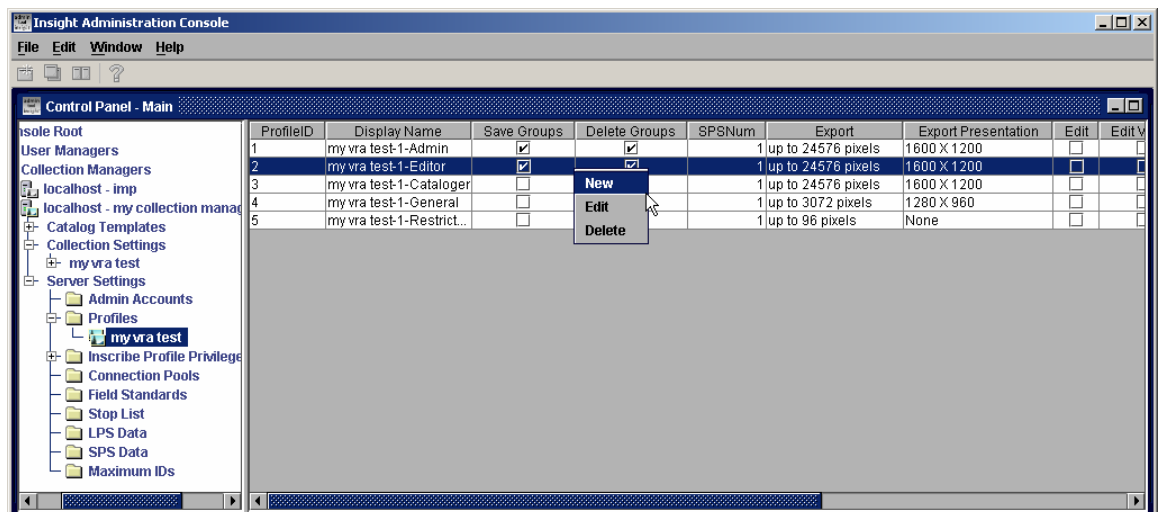 Insight Administration Console
File Edit Window Help
Control Panel - Main
nsole Root
User Managers
Collection Managers
localhost - imp
localhost - my collection manag
Catalog Templates
Collection Settings
my vra test
Server Settings
Admin Accounts
Profiles
my vra test
Inscribe Profile Privilege
Connection Pools
Field Standards
Stop List
LPS Data
SPS Data
Maximum IDs
ProfileID Display Name Save Groups Delete Groups SPSNum Export Export Presentation Edit Edit V
1 my vra test-1-Admin 1 up to 24576 pixels 1600 X 1200
2 my vra test-1-Editor 1 up to 24576 pixels 1600 X 1200
3 my vra test-1-Cataloger 1 up to 24576 pixels 1600 X 1200
4 my vra test-1-General 1 up to 3072 pixels 1280 X 960
5 my vra test-1-Restrict... 1 up to 96 pixels None
New
Edit
Delete